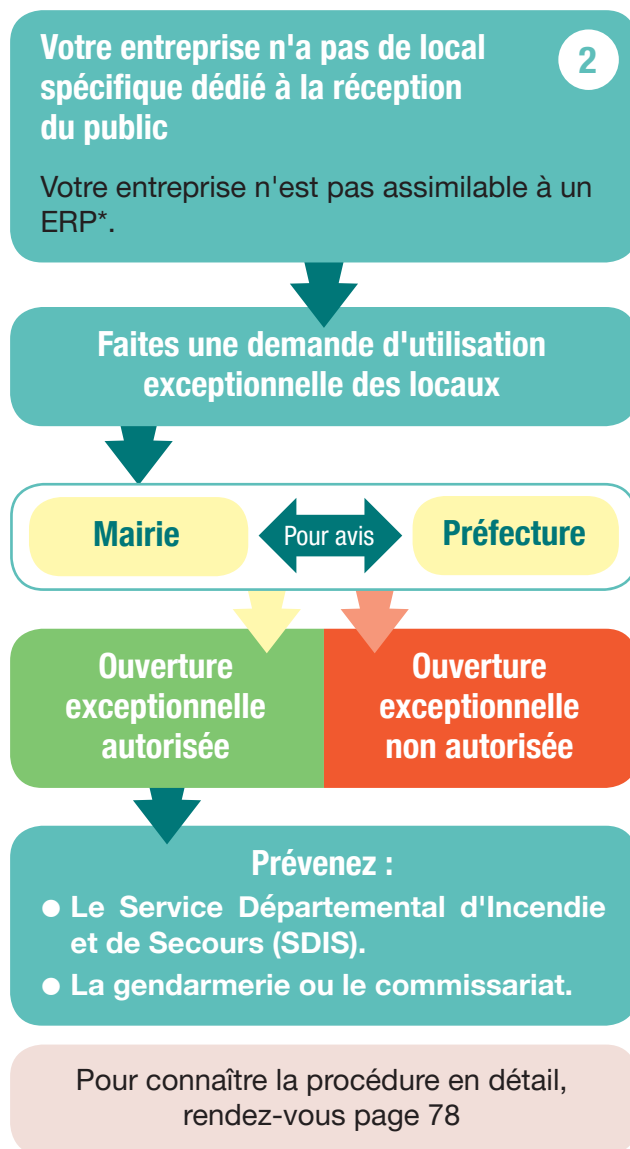 Votre entreprise n'a pas de local
spécifique dédié à la réception
du public
2
Votre entreprise n'est pas assimilable à un
ERP*.
Faites une demande d'utilisation
exceptionnelle des locaux
Mairie
Pour avis
Préfecture
Ouverture
exceptionnelle
autorisée
Ouverture
exceptionnelle
non autorisée
Prévenez :
● Le Service Départemental d'Incendie
et de Secours (SDIS).
● La gendarmerie ou le commissariat.
Pour connaître la procédure en détail,
rendez-vous page 78